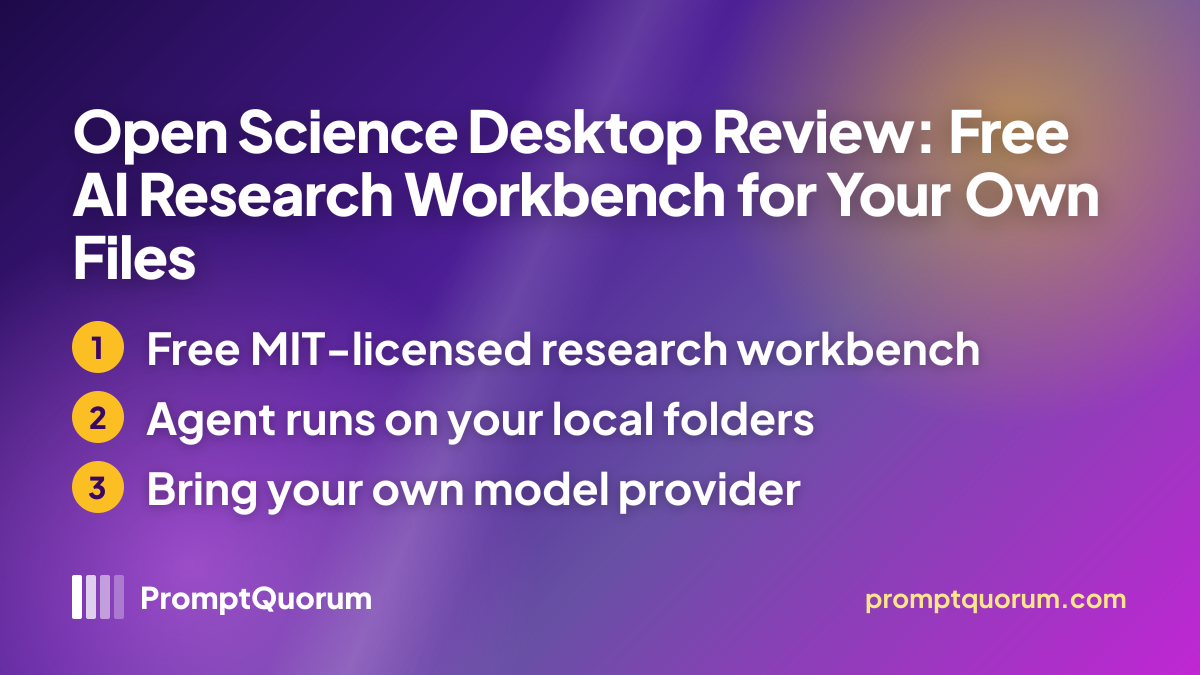 Open Science Desktop Review: Free
AI Research Workbench for Your Own
Files
1 Free MIT-licensed research workbench
2 Agent runs on your local folders
3 Bring your own model provider
PromptQuorum
promptquorum.com